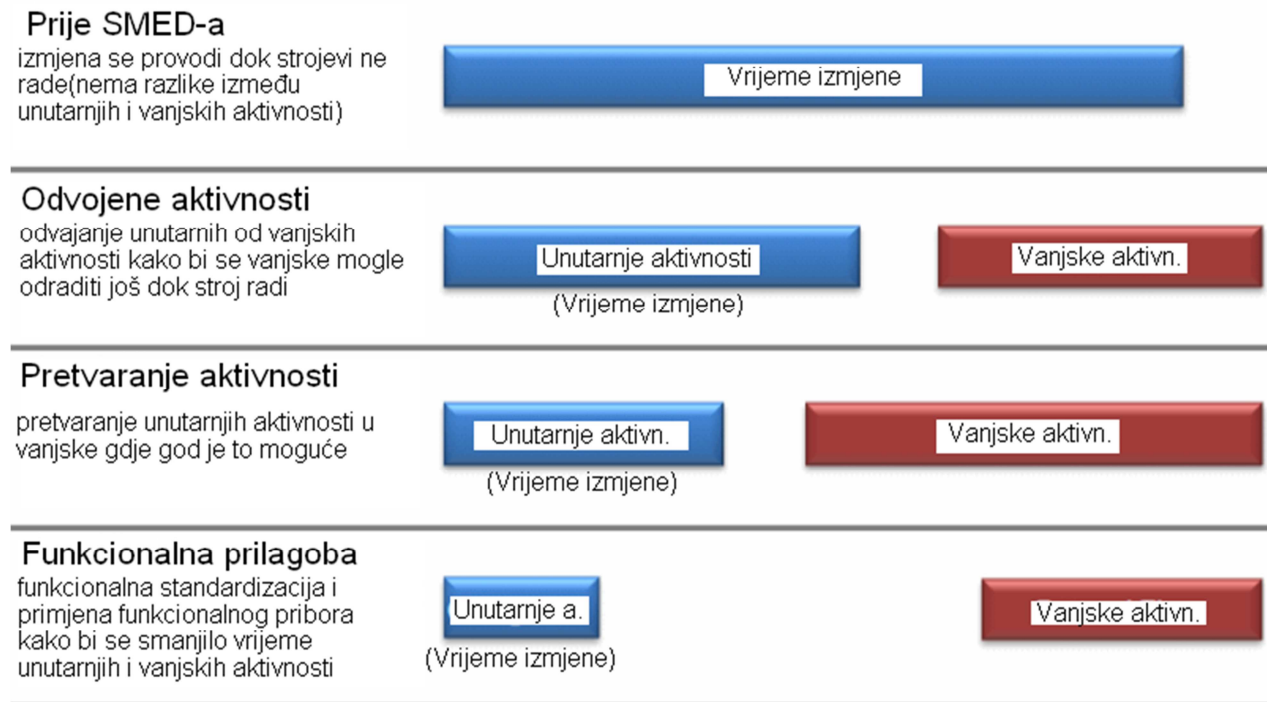 Prije SMED-a
izmjena se provodi dok strojevi ne
rade(nema razlike između
unutarnjih i vanjskih aktivnosti)
Vrijeme izmjene
Odvojene aktivnosti
odvajanje unutarnih od vanjskih
aktivnosti kako bi se vanjske mogle
odraditi još dok stroj radi
Unutarnje aktivnosti
(Vrijeme izmjene)
Vanjske aktivn.
Pretvaranje aktivnosti
pretvaranje unutarnjih aktivnosti u
vanjske gdje god je to moguće
Unutarnje aktivn.
(Vrijeme izmjene)
Vanjske aktivn.
Funkcionalna prilagoba
funkcionalna standardizacija i
primjena funkcionalnog pribora
kako bi se smanjilo vrijeme
unutarnjih i vanjskih aktivnosti
Unutarnje a.
(Vrijeme izmjene)
Vanjske aktivn.